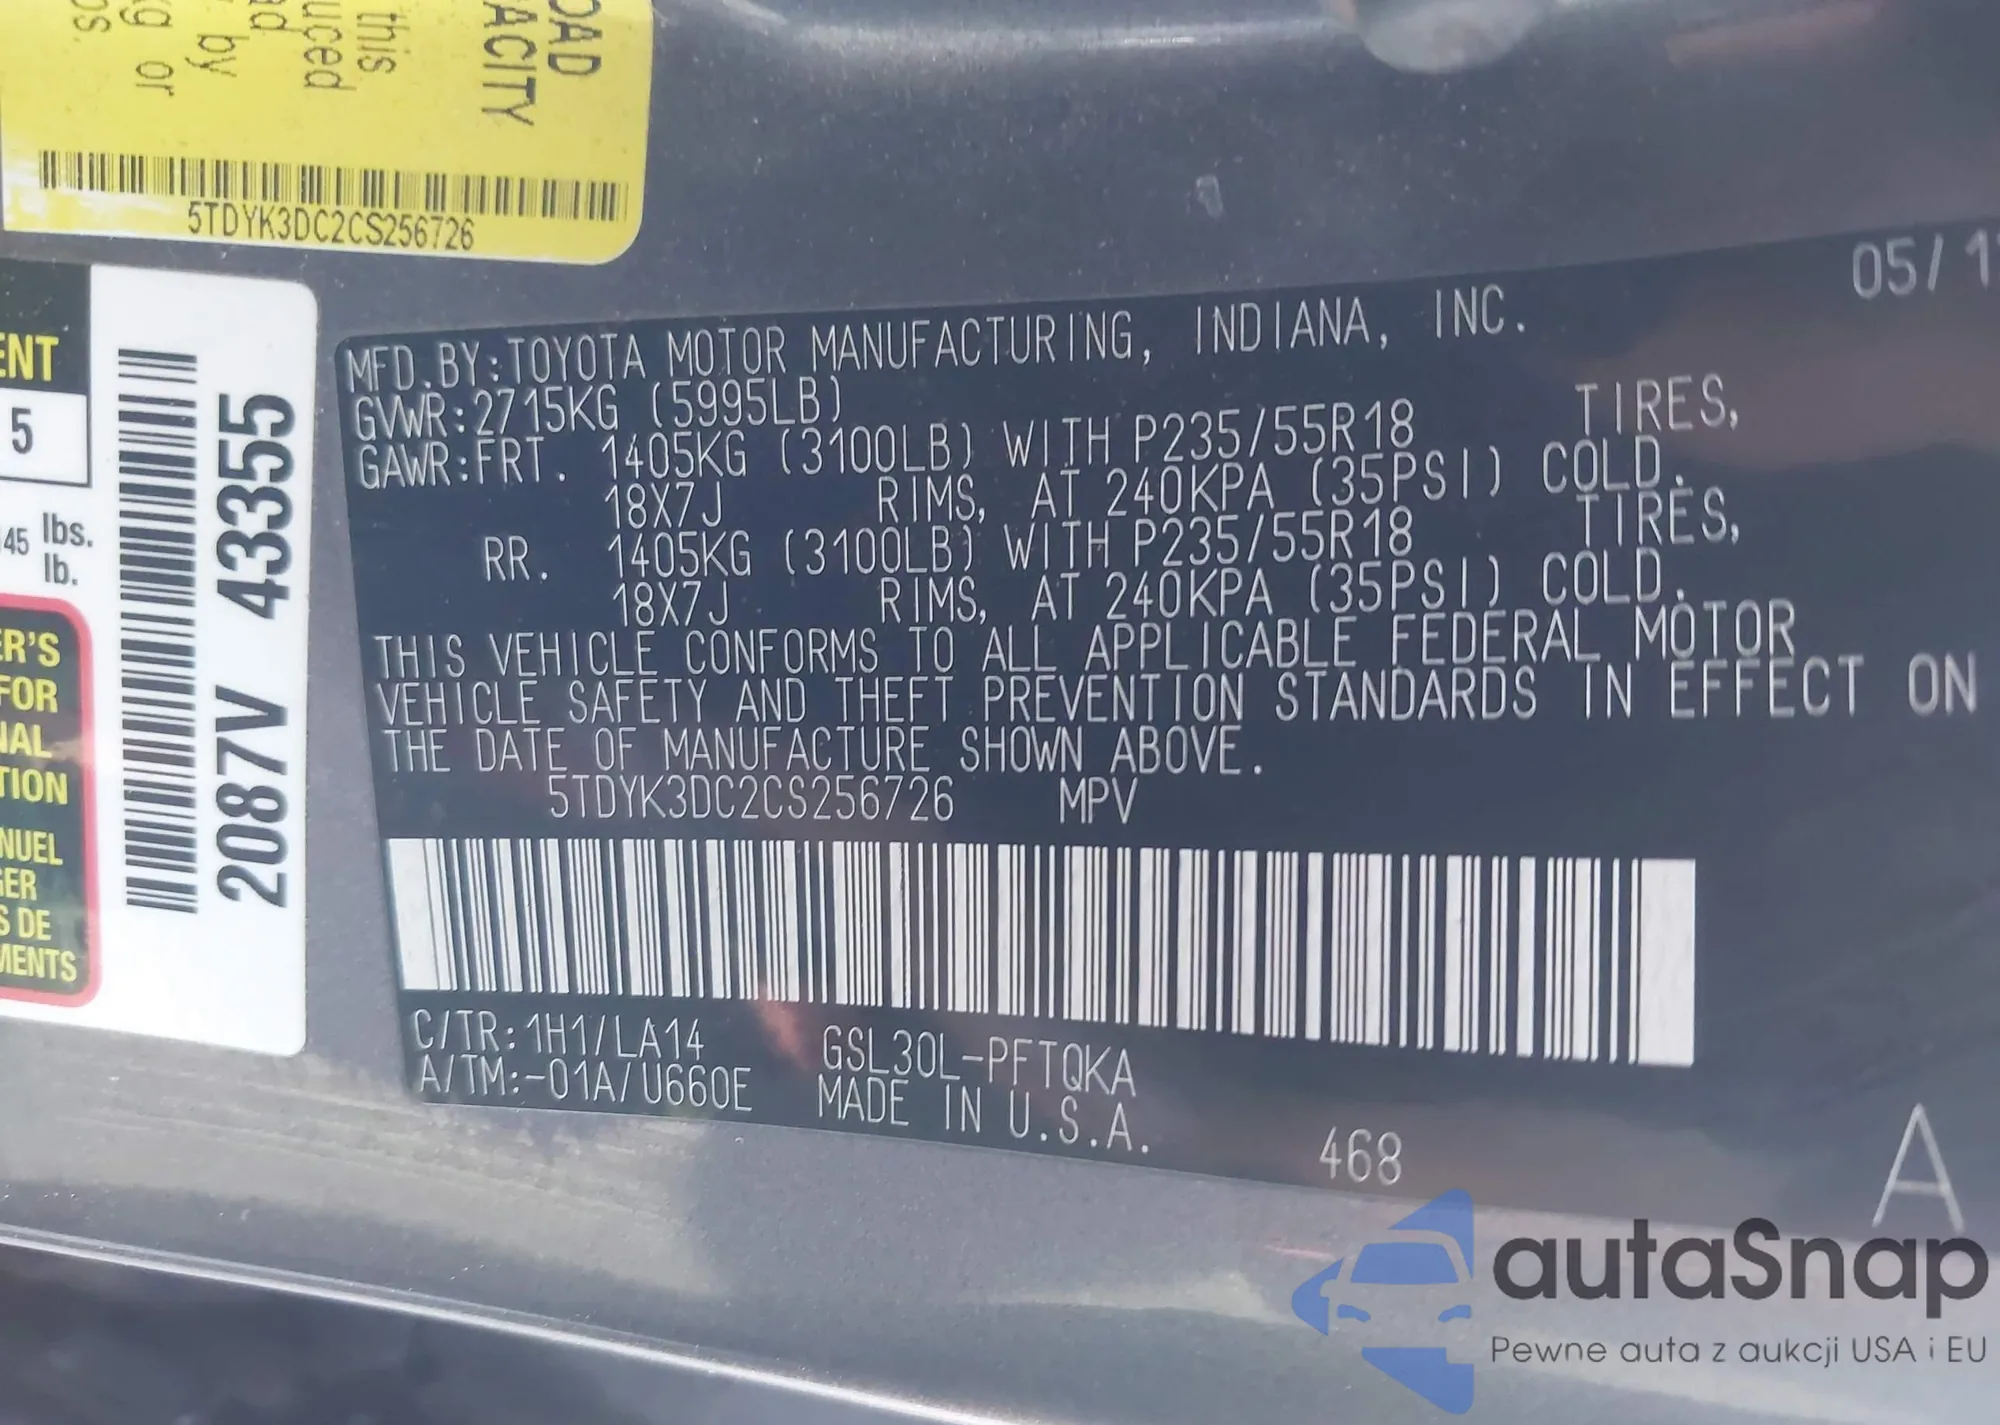 OAD
ACITY
this
uced
ad
by
kg or
ps.
5TDYK3DC2CS256726
ENT
5
145 lbs.
lb.
ER'S
FOR
NAL
TION
NUEL
GER
S DE
MENTS
2087V 43355
05/1
MFD.BY:TOYOTA MOTOR MANUFACTURING, INDIANA, INC.
GVWR:2715KG (5995LB)
GAWR:FRT. 1405KG (3100LB) WITH P235/55R18 TIRES,
18X7J RIMS, AT 240KPA (35PSI) COLD.
RR. 1405KG (3100LB) WITH P235/55R18 TIRES,
18X7J RIMS, AT 240KPA (35PSI) COLD.
THIS VEHICLE CONFORMS TO ALL APPLICABLE FEDERAL MOTOR
VEHICLE SAFETY AND THEFT PREVENTION STANDARDS IN EFFECT ON
THE DATE OF MANUFACTURE SHOWN ABOVE.
5TDYK3DC2CS256726 MPV
C/TR:1H1/LA14 GSL30L-PFTQKA
A/TM:-01A/U660E MADE IN U.S.A.
468
A
autaSnap
Pewne auta z aukcji USA i EU